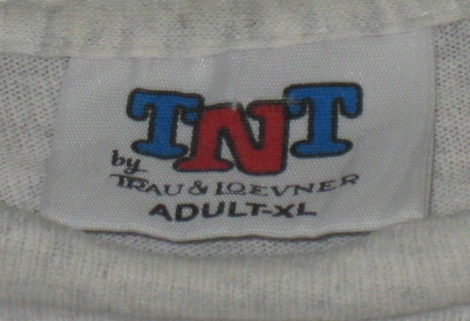 TNT
by
TRAU & LOEVNER
ADULT-XL